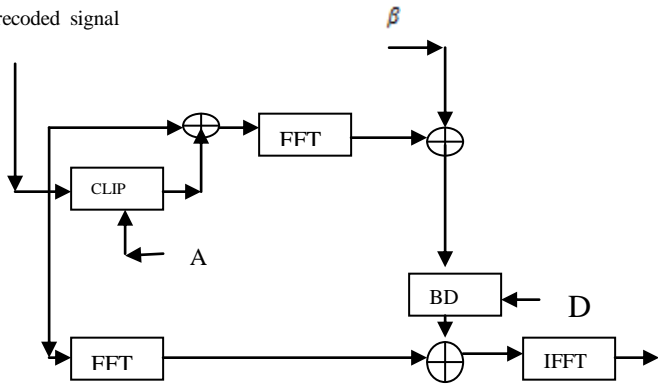 recoded signal
β
FFT
CLIP
A
BD
D
FFT
IFFT